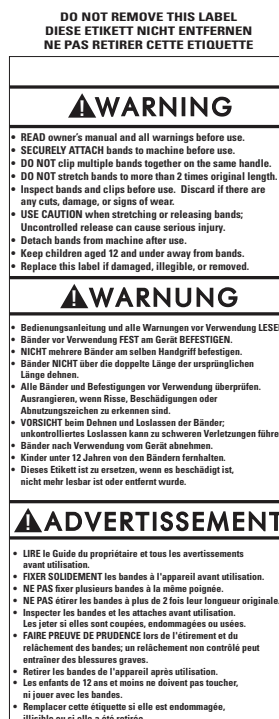 DO NOT REMOVE THIS LABEL
DIESE ETIKETT NICHT ENTFERNEN
NE PAS RETIRER CETTE ETIQUETTE
WARNING
• READ owner's manual and all warnings before use.
• SECURELY ATTACH bands to machine before use.
• DO NOT clip multiple bands together on the same handle.
• DO NOT stretch bands to more than 2 times original length.
• Inspect bands and clips before use. Discard if there are
any cuts, damage, or signs of wear.
• USE CAUTION when stretching or releasing bands;
Uncontrolled release can cause serious injury.
• Detach bands from machine after use.
• Keep children aged 12 and under away from bands.
• Replace this label if damaged, illegible, or removed.
WARNUNG
• Bedienungsanleitung und alle Warnungen vor Verwendung LESE
• Bänder vor Verwendung FEST am Gerät BEFESTIGEN.
• NICHT mehrere Bänder am selben Handgriff befestigen.
• Bänder NICHT über die doppelte Länge der ursprünglichen
Länge dehnen.
• Alle Bänder und Befestigungen vor Verwendung überprüfen.
Ausrangieren, wenn Risse, Beschädigungen oder
Abnutzungszeichen zu erkennen sind.
• VORSICHT beim Dehnen und Loslassen der Bänder;
unkontrolliertes Loslassen kann zu schweren Verletzungen führe
• Bänder nach Verwendung vom Gerät abnehmen.
• Kinder unter 12 Jahren von den Bändern fernhalten.
• Dieses Etikett ist zu ersetzen, wenn es beschädigt ist,
nicht mehr lesbar ist oder entfernt wurde.
ADVERTISSEMENT
• LIRE le Guide du propriétaire et tous les avertissements
avant utilisation.
• FIXER SOLIDEMENT les bandes à l'appareil avant utilisation.
• NE PAS fixer plusieurs bandes à la même poignée.
• NE PAS étirer les bandes à plus de 2 fois leur longueur originale.
• Inspecter les bandes et les attaches avant utilisation.
Les jeter si elles sont coupées, endommagées ou usées.
• FAIRE PREUVE DE PRUDENCE lors de l'étirement et du
relâchement des bandes; un relâchement non contrôlé peut
entraîner des blessures graves.
• Retirer les bandes de l'appareil après utilisation.
• Les enfants de 12 ans et moins ne doivent pas toucher,
ni jouer avec les bandes.
• Remplacer cette étiquette si elle est endommagée,
illisible ou si elle a été retirée.